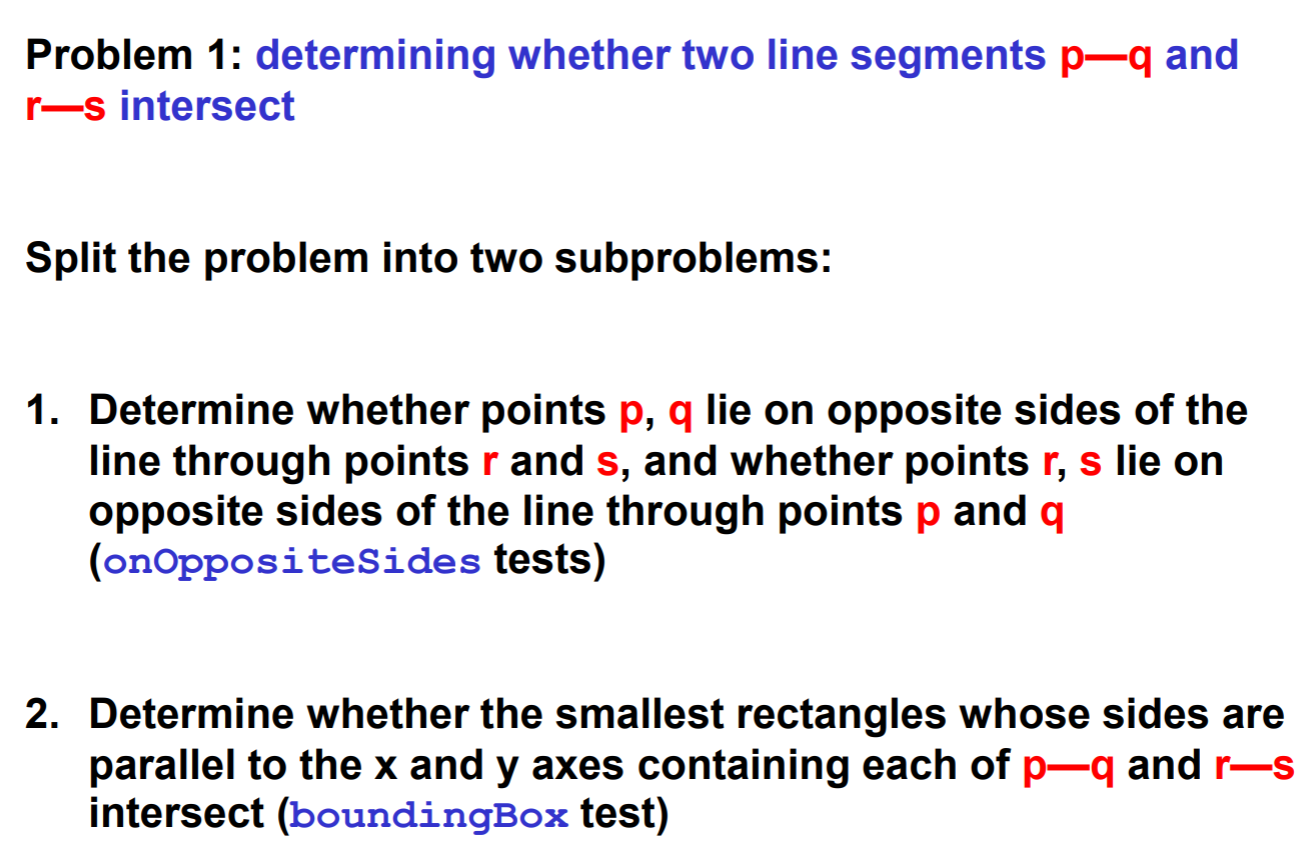 Problem 1: determining whether two line segments p—q and
r—s intersect
Split the problem into two subproblems:
1. Determine whether points p, q lie on opposite sides of the
line through points r and s, and whether points r, s lie on
opposite sides of the line through points p and q
(onOppositeSides tests)
2. Determine whether the smallest rectangles whose sides are
parallel to the x and y axes containing each of p—q and r—s
intersect (boundingBox test)